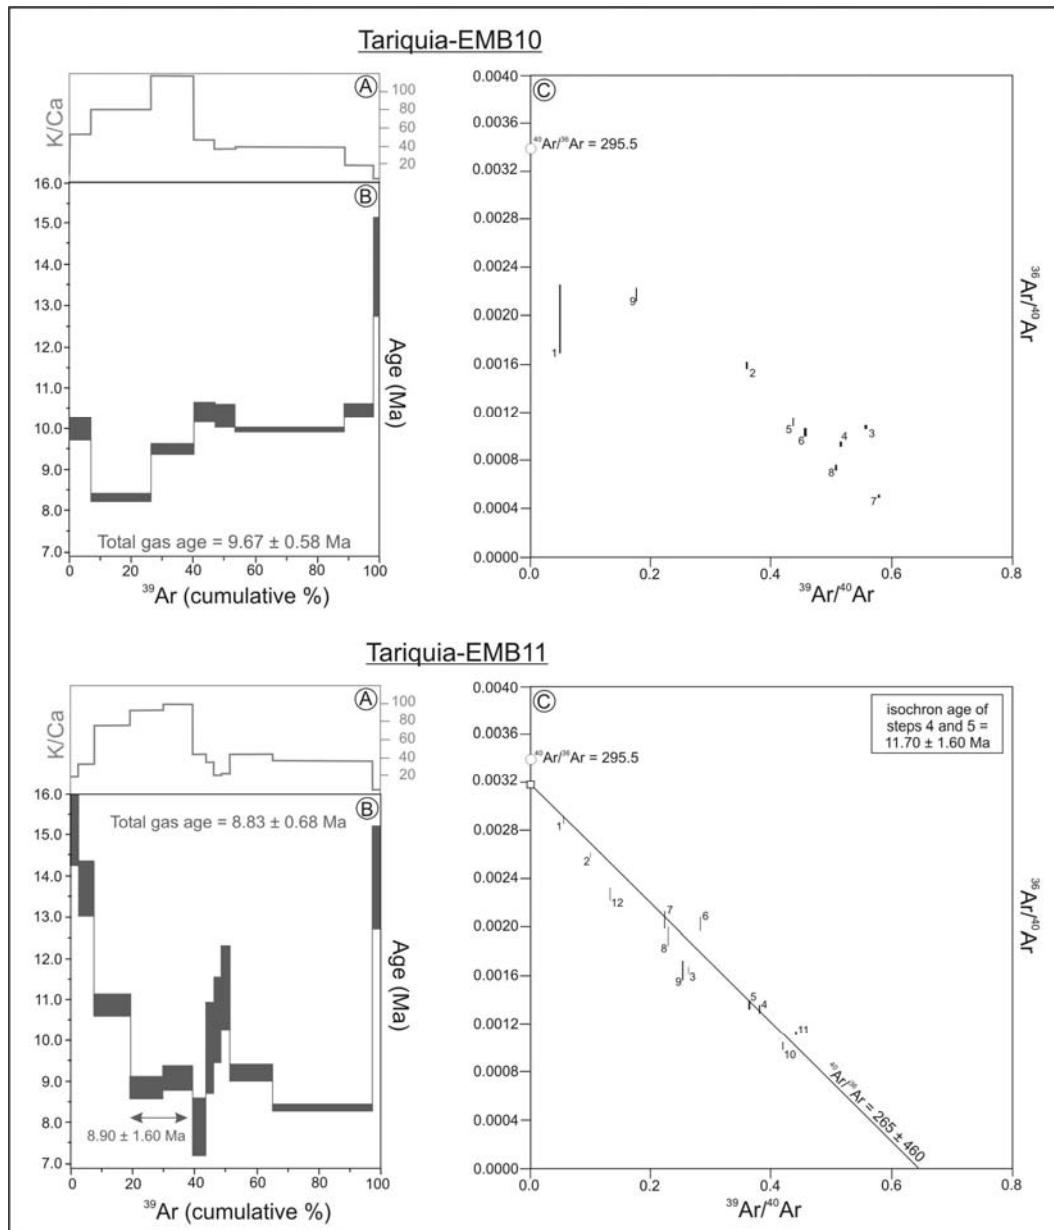 Tariquia-EMB10
A
K/Ca
100
80
60
40
20
B
16.0
15.0
14.0
13.0
12.0
11.0
10.0
9.0
8.0
7.0
Age (Ma)
Total gas age = 9.67 ± 0.58 Ma
0 20 40 60 80 100
³⁹Ar (cumulative %)
C
0.0040
0.0036
0.0032
0.0028
0.0024
0.0020
0.0016
0.0012
0.0008
0.0004
0.0000
⁴⁰Ar/³⁶Ar = 295.5
1
9
2
5
6
4
3
8
7
³⁶Ar/⁴⁰Ar
0.0 0.2 0.4 0.6 0.8
³⁹Ar/⁴⁰Ar
Tariquia-EMB11
A
K/Ca
100
80
60
40
20
B
16.0
15.0
14.0
13.0
12.0
11.0
10.0
9.0
8.0
7.0
Age (Ma)
Total gas age = 8.83 ± 0.68 Ma
8.90 ± 1.60 Ma
0 20 40 60 80 100
³⁹Ar (cumulative %)
C
isochron age of
steps 4 and 5 =
11.70 ± 1.60 Ma
0.0040
0.0036
0.0032
0.0028
0.0024
0.0020
0.0016
0.0012
0.0008
0.0004
0.0000
⁴⁰Ar/³⁶Ar = 295.5
1
2
12
7
6
8
9
3
5
4
11
10
⁴⁰Ar/³⁶Ar = 265 ± 460
³⁶Ar/⁴⁰Ar
0.0 0.2 0.4 0.6 0.8
³⁹Ar/⁴⁰Ar